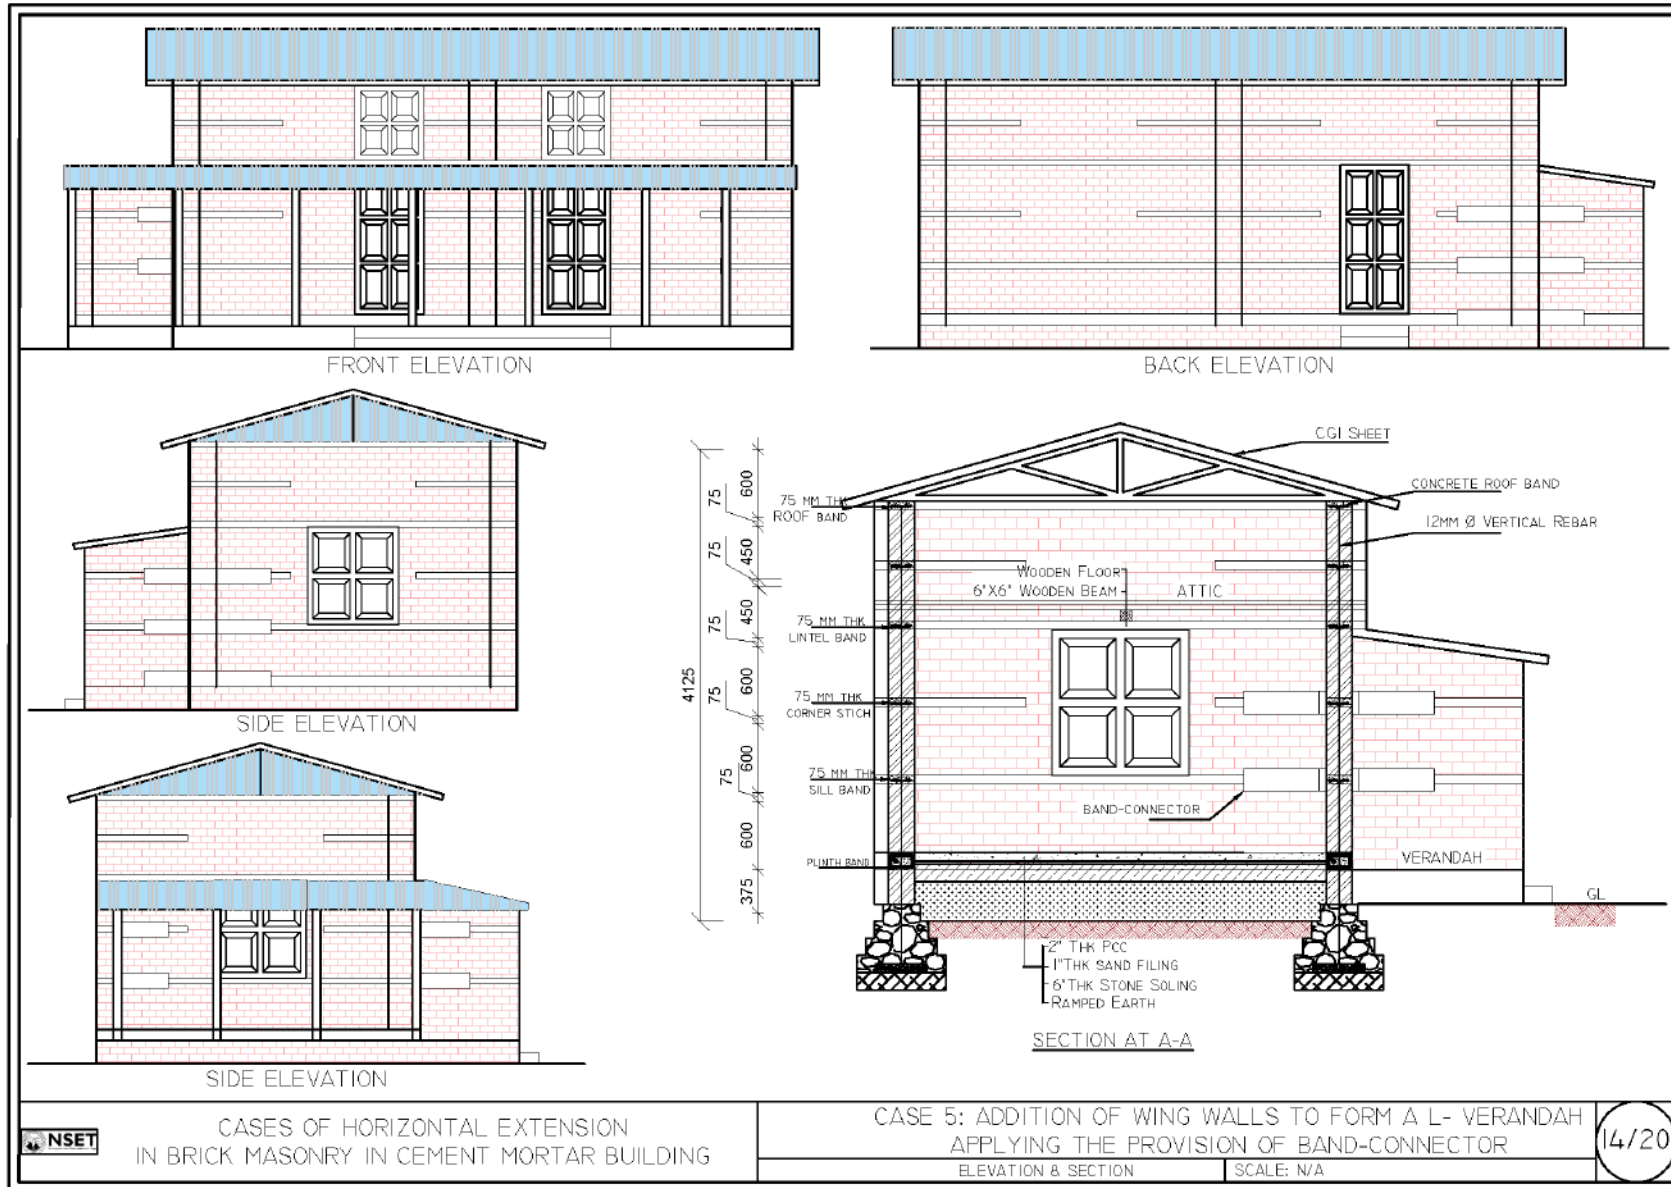 FRONT ELEVATION
BACK ELEVATION
SIDE ELEVATION
SIDE ELEVATION
4125
600
75
450
75
450
75
600
75
600
75
600
375
75 MM THK
ROOF BAND
75 MM THK
LINTEL BAND
75 MM THK
CORNER STICH
75 MM THK
SILL BAND
PLINTH BAND
CGI SHEET
CONCRETE ROOF BAND
12MM Ø VERTICAL REBAR
WOODEN FLOOR
6"X6" WOODEN BEAM
ATTIC
BAND-CONNECTOR
VERANDAH
GL
2" THK PCC
1"THK SAND FILING
6"THK STONE SOLING
RAMPED EARTH
SECTION AT A-A
NSET
CASES OF HORIZONTAL EXTENSION
IN BRICK MASONRY IN CEMENT MORTAR BUILDING
CASE 5: ADDITION OF WING WALLS TO FORM A L- VERANDAH
APPLYING THE PROVISION OF BAND-CONNECTOR
ELEVATION & SECTION
SCALE: N/A
14/20